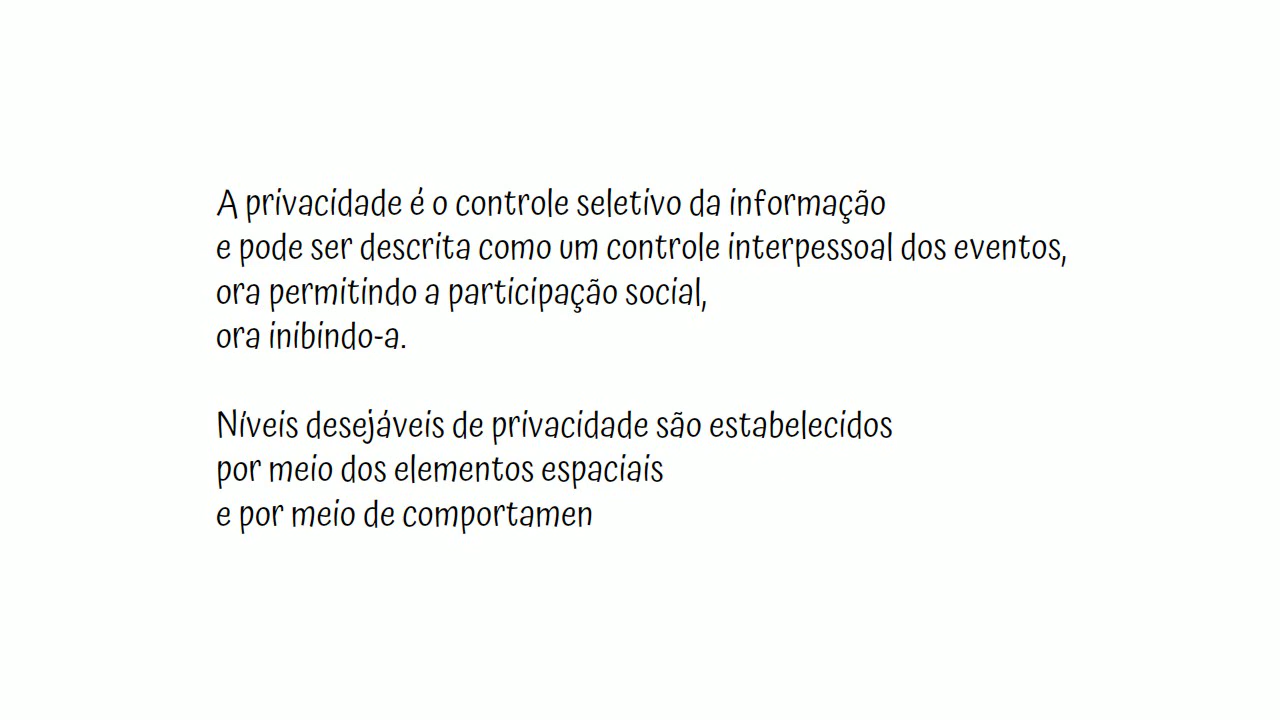 A privacidade é o controle seletivo da informação
e pode ser descrita como um controle interpessoal dos eventos,
ora permitindo a participação social,
ora inibindo-a.
Níveis desejáveis de privacidade são estabelecidos
por meio dos elementos espaciais
e por meio de comportamen